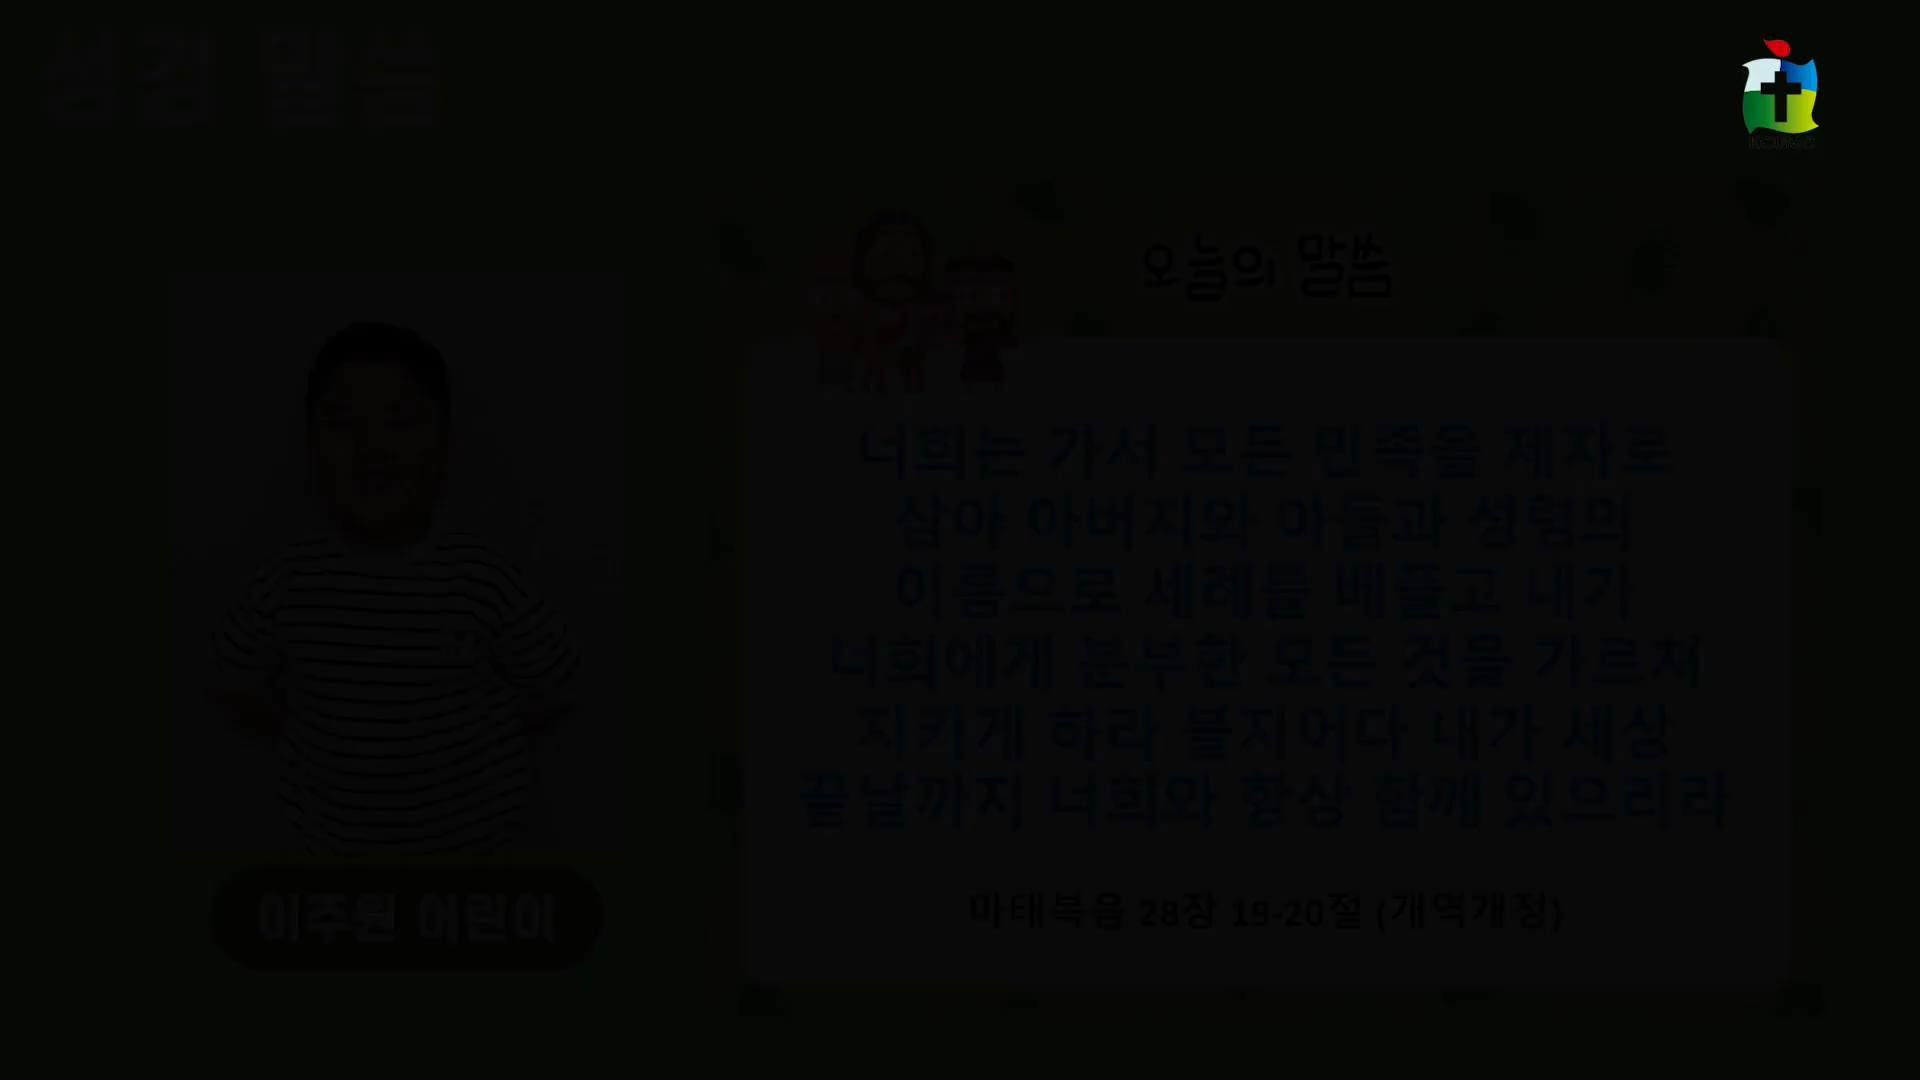 성경 말씀
오늘의 말씀
너희는 가서 모든 민족을 제자로
삼아 아버지와 아들과 성령의
이름으로 세례를 베풀고 내가
너희에게 분부한 모든 것을 가르쳐
지키게 하라 볼지어다 내가 세상
끝날까지 너희와 항상 함께 있으리라
마태복음 28장 19-20절 (개역개정)
이주원 어린이